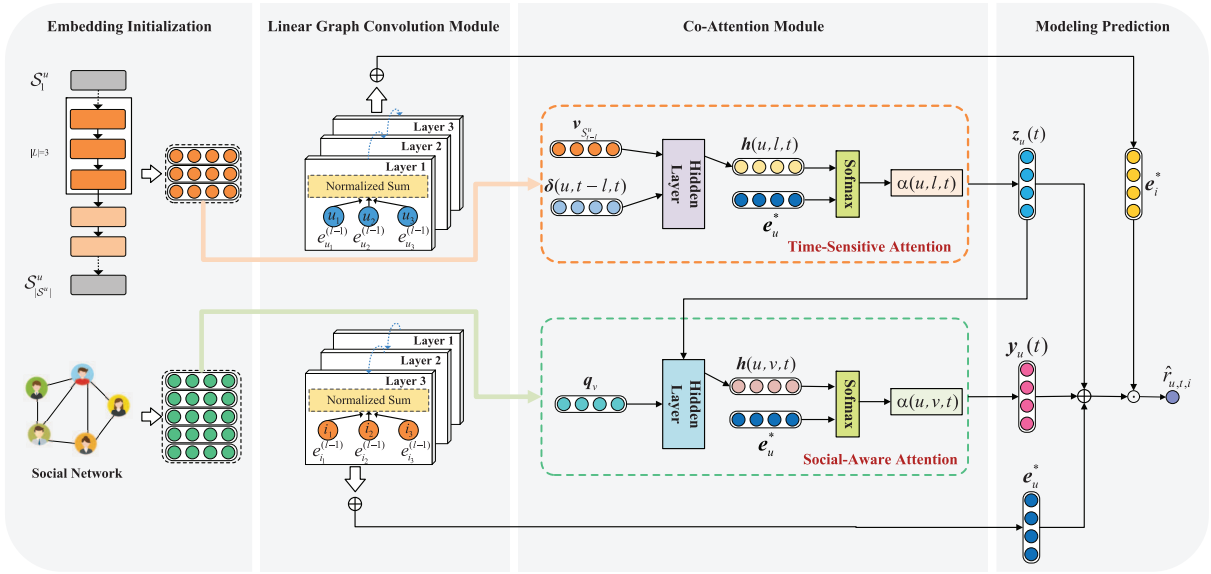 Embedding Initialization
Linear Graph Convolution Module
Co-Attention Module
Modeling Prediction
S_1^u
|L|=3
S_{|S^u|}^u
Social Network
Layer 3
Layer 2
Layer 1
Normalized Sum
u_1 u_2 u_3
e_{u_1}^{(l-1)} e_{u_2}^{(l-1)} e_{u_3}^{(l-1)}
Layer 1
Layer 2
Layer 3
Normalized Sum
i_1 i_2 i_3
e_{i_1}^{(l-1)} e_{i_2}^{(l-1)} e_{i_3}^{(l-1)}
v_{S_{t-l}^u}
δ(u,t-l,t)
Hidden
Layer
h(u,l,t)
e_u^*
Sofmax
α(u,l,t)
Time-Sensitive Attention
q_v
Hidden
Layer
h(u,v,t)
e_u^*
Sofmax
α(u,v,t)
Social-Aware Attention
z_u(t)
e_i^*
y_u(t)
r̂_{u,t,i}
e_u^*